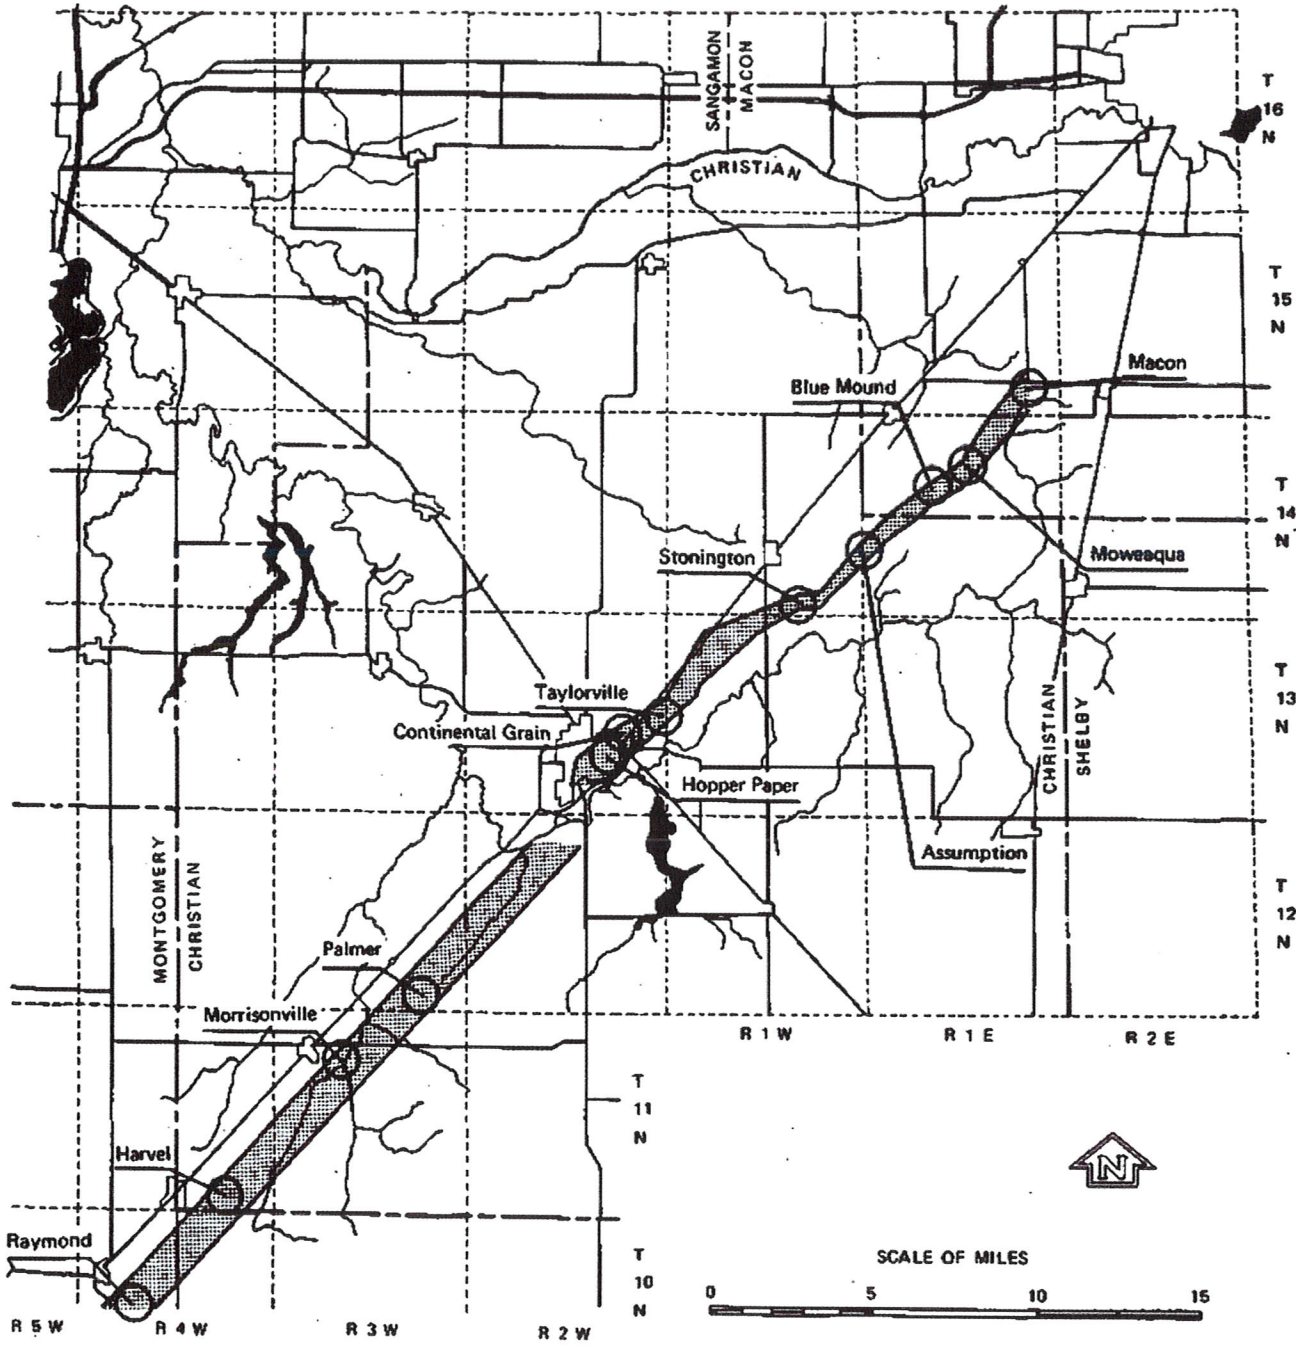 SANGAMON
MACON
T
16
N
CHRISTIAN
T
15
N
Macon
Blue Mound
T
14
N
Stonington
Moweaqua
Taylorville
T
13
N
Continental Grain
CHRISTIAN
SHELBY
Hopper Paper
Assumption
MONTGOMERY
CHRISTIAN
T
12
N
Palmer
Morrisonville
R 1 W
R 1 E
R 2 E
T
11
N
Harvel
N
Raymond
T
10
N
SCALE OF MILES
0 5 10 15
R 5 W
R 4 W
R 3 W
R 2 W